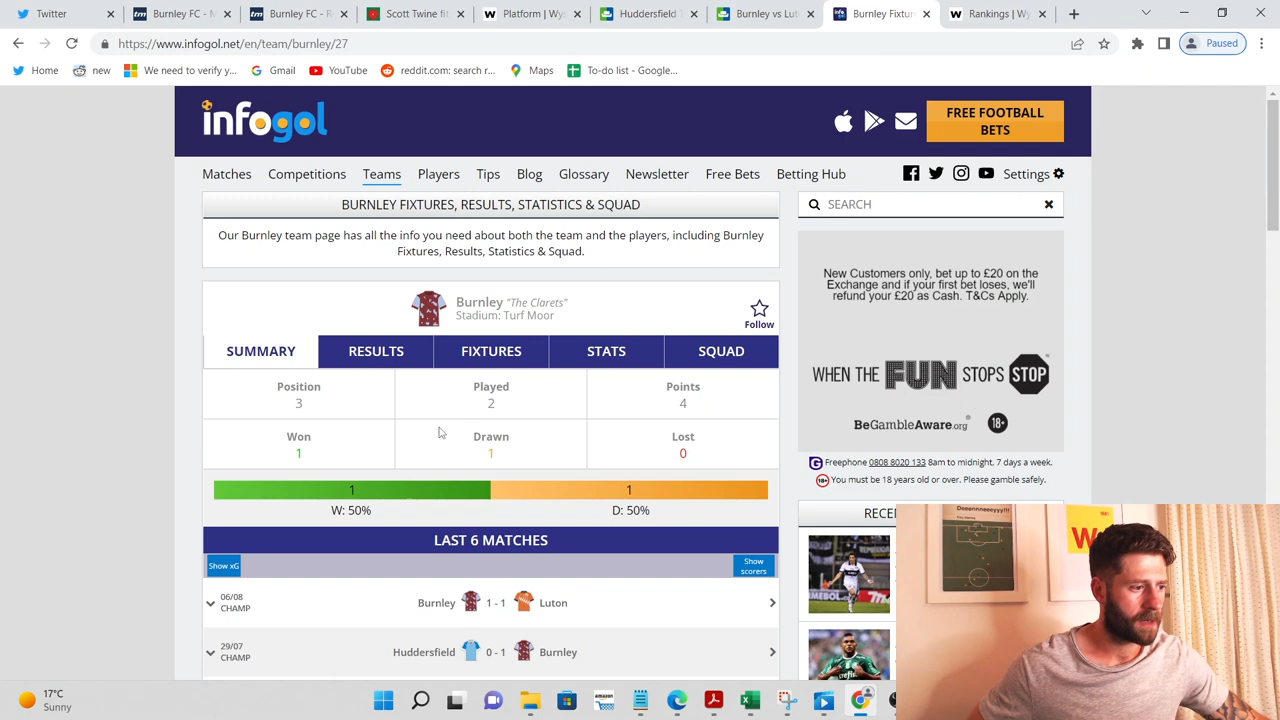 Twitter
Burnley FC -
Burnley FC - R
Scott Twine fit
Platform | Wy
Huddersfield T
Burnley vs Lut
Burnley Fixtur
Rankings | Wy
https://www.infogol.net/en/team/burnley/27
Paused
Home
new
We need to verify y...
Gmail
YouTube
reddit.com: search r...
Maps
To-do list - Google...
infogol
FREE FOOTBALL
BETS
Matches
Competitions
Teams
Players
Tips
Blog
Glossary
Newsletter
Free Bets
Betting Hub
Settings
BURNLEY FIXTURES, RESULTS, STATISTICS & SQUAD
SEARCH
Our Burnley team page has all the info you need about both the team and the players, including Burnley
Fixtures, Results, Statistics & Squad.
New Customers only, bet up to £20 on the
Exchange and if your first bet loses, we'll
refund your £20 as Cash. T&Cs Apply.
Burnley "The Clarets"
Stadium: Turf Moor
Follow
SUMMARY
RESULTS
FIXTURES
STATS
SQUAD
WHEN THE FUN STOPS STOP
Position
3
Played
2
Points
4
BeGambleAware.org 18+
Won
1
Drawn
1
Lost
0
Freephone 0808 8020 133 8am to midnight. 7 days a week.
You must be 18 years old or over. Please gamble safely.
1
1
W: 50%
D: 50%
RECE
LAST 6 MATCHES
Show xG
Show
scorers
06/08
CHAMP
Burnley 1 - 1 Luton
29/07
CHAMP
Huddersfield 0 - 1 Burnley
17°C
Sunny